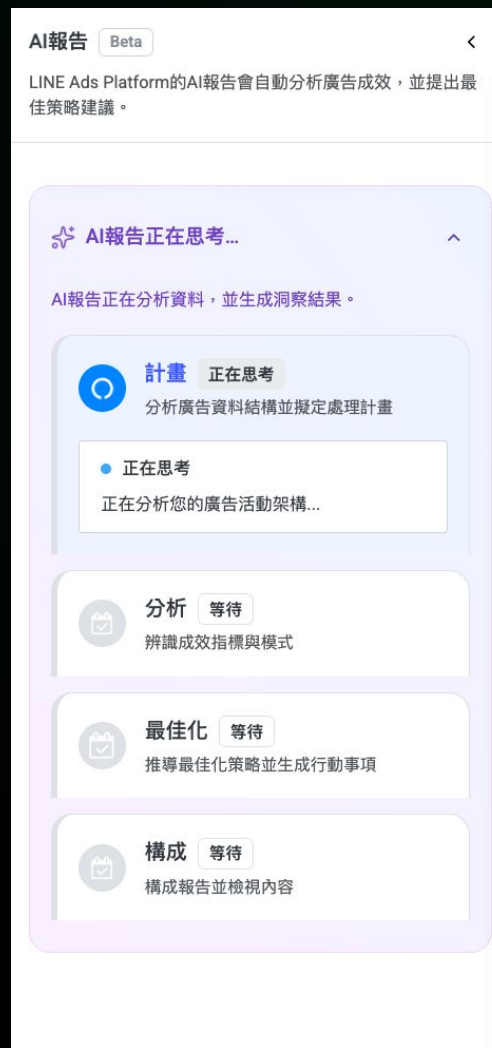 AI報告 Beta
LINE Ads Platform的AI報告會自動分析廣告成效，並提出最
佳策略建議。
AI報告正在思考...
AI報告正在分析資料，並生成洞察結果。
計畫 正在思考
分析廣告資料結構並擬定處理計畫
正在思考
正在分析您的廣告活動架構...
分析 等待
辨識成效指標與模式
最佳化 等待
推導最佳化策略並生成行動事項
構成 等待
構成報告並檢視內容